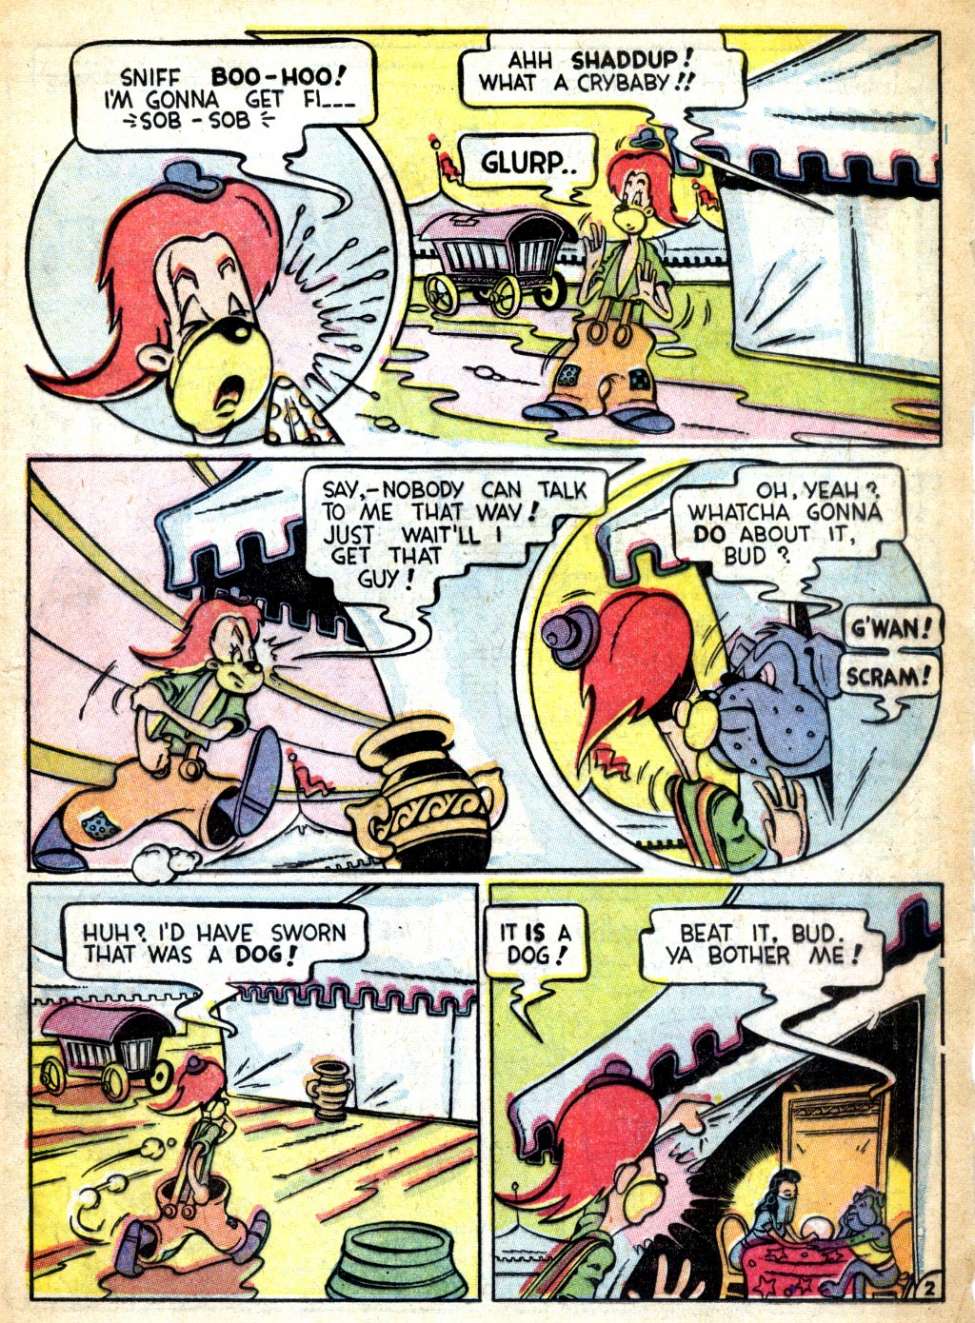 SNIFF BOO-HOO!
I'M GONNA GET FI___
SOB - SOB
AHH SHADDUP!
WHAT A CRYBABY!!
GLURP..
SAY,-NOBODY CAN TALK
TO ME THAT WAY!
JUST WAIT'LL I
GET THAT
GUY!
OH, YEAH?
WHATCHA GONNA
DO ABOUT IT,
BUD?
G'WAN!
SCRAM!
HUH? I'D HAVE SWORN
THAT WAS A DOG!
IT IS A
DOG!
BEAT IT, BUD.
YA BOTHER ME!
2